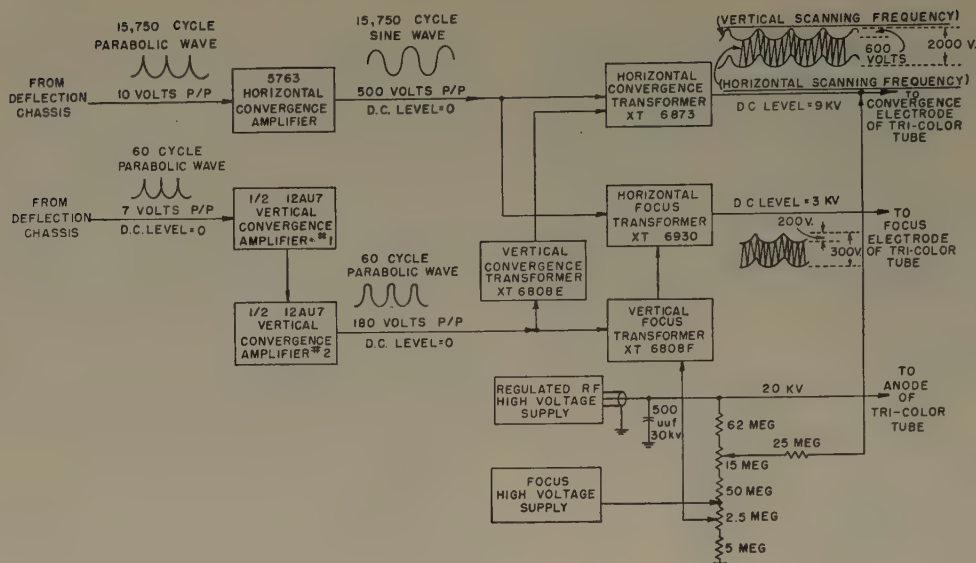 15,750 CYCLE
PARABOLIC WAVE
FROM
DEFLECTION
CHASSIS
10 VOLTS P/P
5763
HORIZONTAL
CONVERGENCE
AMPLIFIER
15,750 CYCLE
SINE WAVE
500 VOLTS P/P
D.C. LEVEL=0
HORIZONTAL
CONVERGENCE
TRANSFORMER
XT 6873
(VERTICAL SCANNING FREQUENCY)
600
VOLTS
2000 V.
(HORIZONTAL SCANNING FREQUENCY)
DC LEVEL=9KV
TO
CONVERGENCE
ELECTRODE
OF TRI-COLOR
TUBE
60 CYCLE
PARABOLIC WAVE
FROM
DEFLECTION
CHASSIS
7 VOLTS P/P
D.C. LEVEL=0
1/2 12AU7
VERTICAL
CONVERGENCE
AMPLIFIER #1
HORIZONTAL
FOCUS
TRANSFORMER
XT 6930
DC LEVEL=3 KV
200V.
300V.
TO
FOCUS
ELECTRODE
OF TRI-COLOR
TUBE
VERTICAL
CONVERGENCE
TRANSFORMER
XT 6808E
60 CYCLE
PARABOLIC WAVE
1/2 12AU7
VERTICAL
CONVERGENCE
AMPLIFIER #2
180 VOLTS P/P
D.C. LEVEL=0
VERTICAL
FOCUS
TRANSFORMER
XT 6808F
REGULATED RF
HIGH VOLTAGE
SUPPLY
500
uuf
30kv
20 KV
TO
ANODE
OF
TRI-COLOR
TUBE
62 MEG
25 MEG
15 MEG
50 MEG
FOCUS
HIGH VOLTAGE
SUPPLY
2.5 MEG
5 MEG